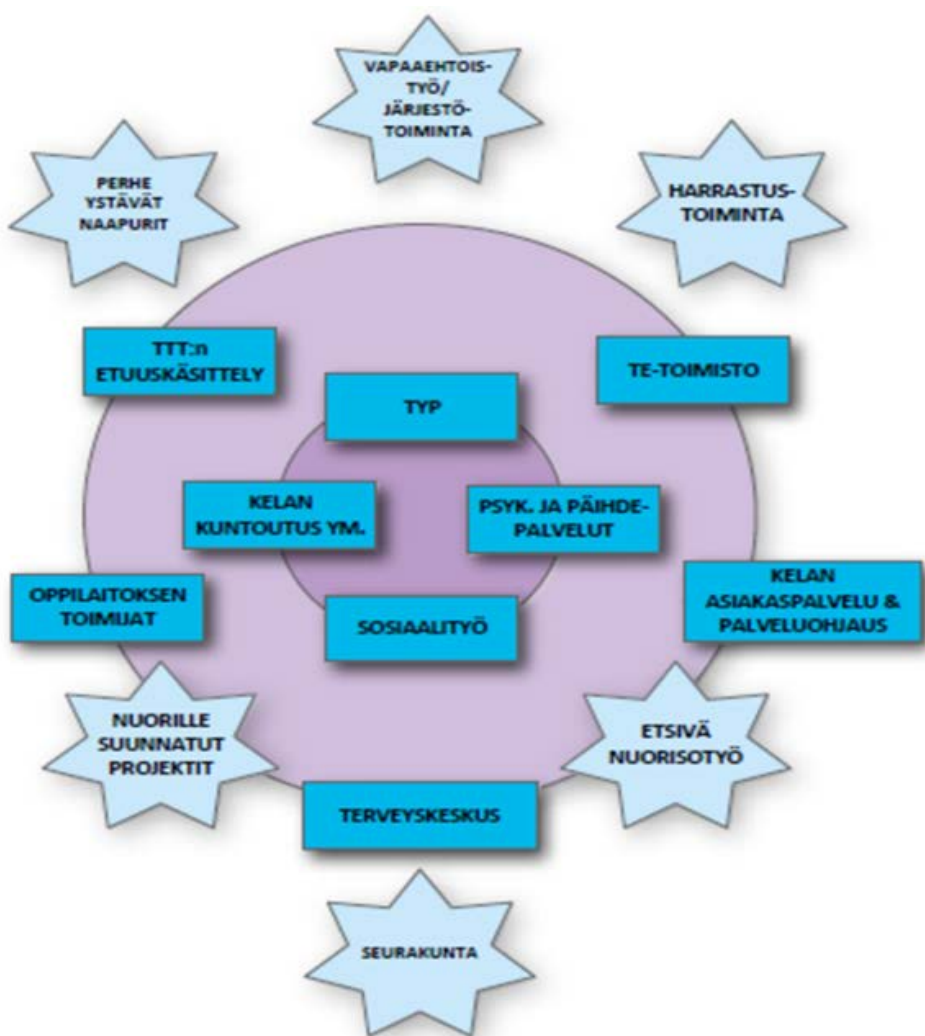 VAPAAEHTOIS-
TYÖ/
JÄRJESTÖ-
TOIMINTA
PERHE
YSTÄVÄT
NAAPURIT
HARRASTUS-
TOIMINTA
TTT:n
ETUUSKÄSITTELY
TE-TOIMISTO
TYP
KELAN
KUNTOUTUS YM.
PSYK. JA PÄIHDE-
PALVELUT
OPPILAITOKSEN
TOIMIJAT
SOSIAALITYÖ
KELAN
ASIAKASPALVELU &
PALVELUOHJAUS
NUORILLE
SUUNNATUT
PROJEKTIT
ETSIVÄ
NUORISOTYÖ
TERVEYSKESKUS
SEURAKUNTA